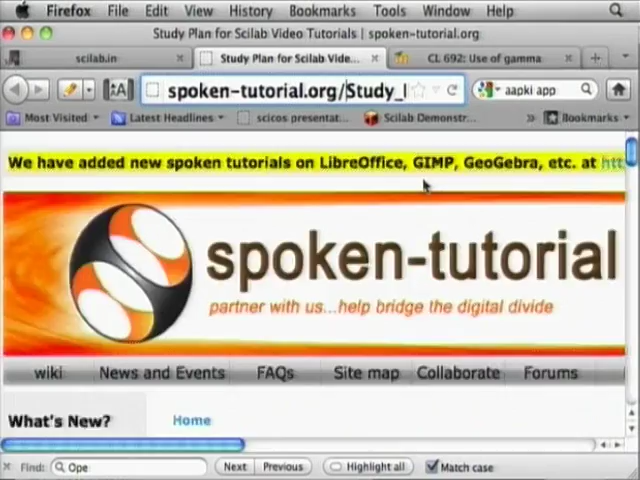 Firefox File Edit View History Bookmarks Tools Window Help
Study Plan for Scilab Video Tutorials | spoken-tutorial.org
scilab.in Study Plan for Scilab Vide... CL 692: Use of gamma
spoken-tutorial.org/Study_ aapki app
Most Visited Latest Headlines scicos presentat... Scilab Demonstr... » Bookmarks
We have added new spoken tutorials on LibreOffice, GIMP, GeoGebra, etc. at htt
spoken-tutorial
partner with us...help bridge the digital divide
wiki News and Events FAQs Site map Collaborate Forums
What's New? Home
Find: Ope Next Previous Highlight all Match case